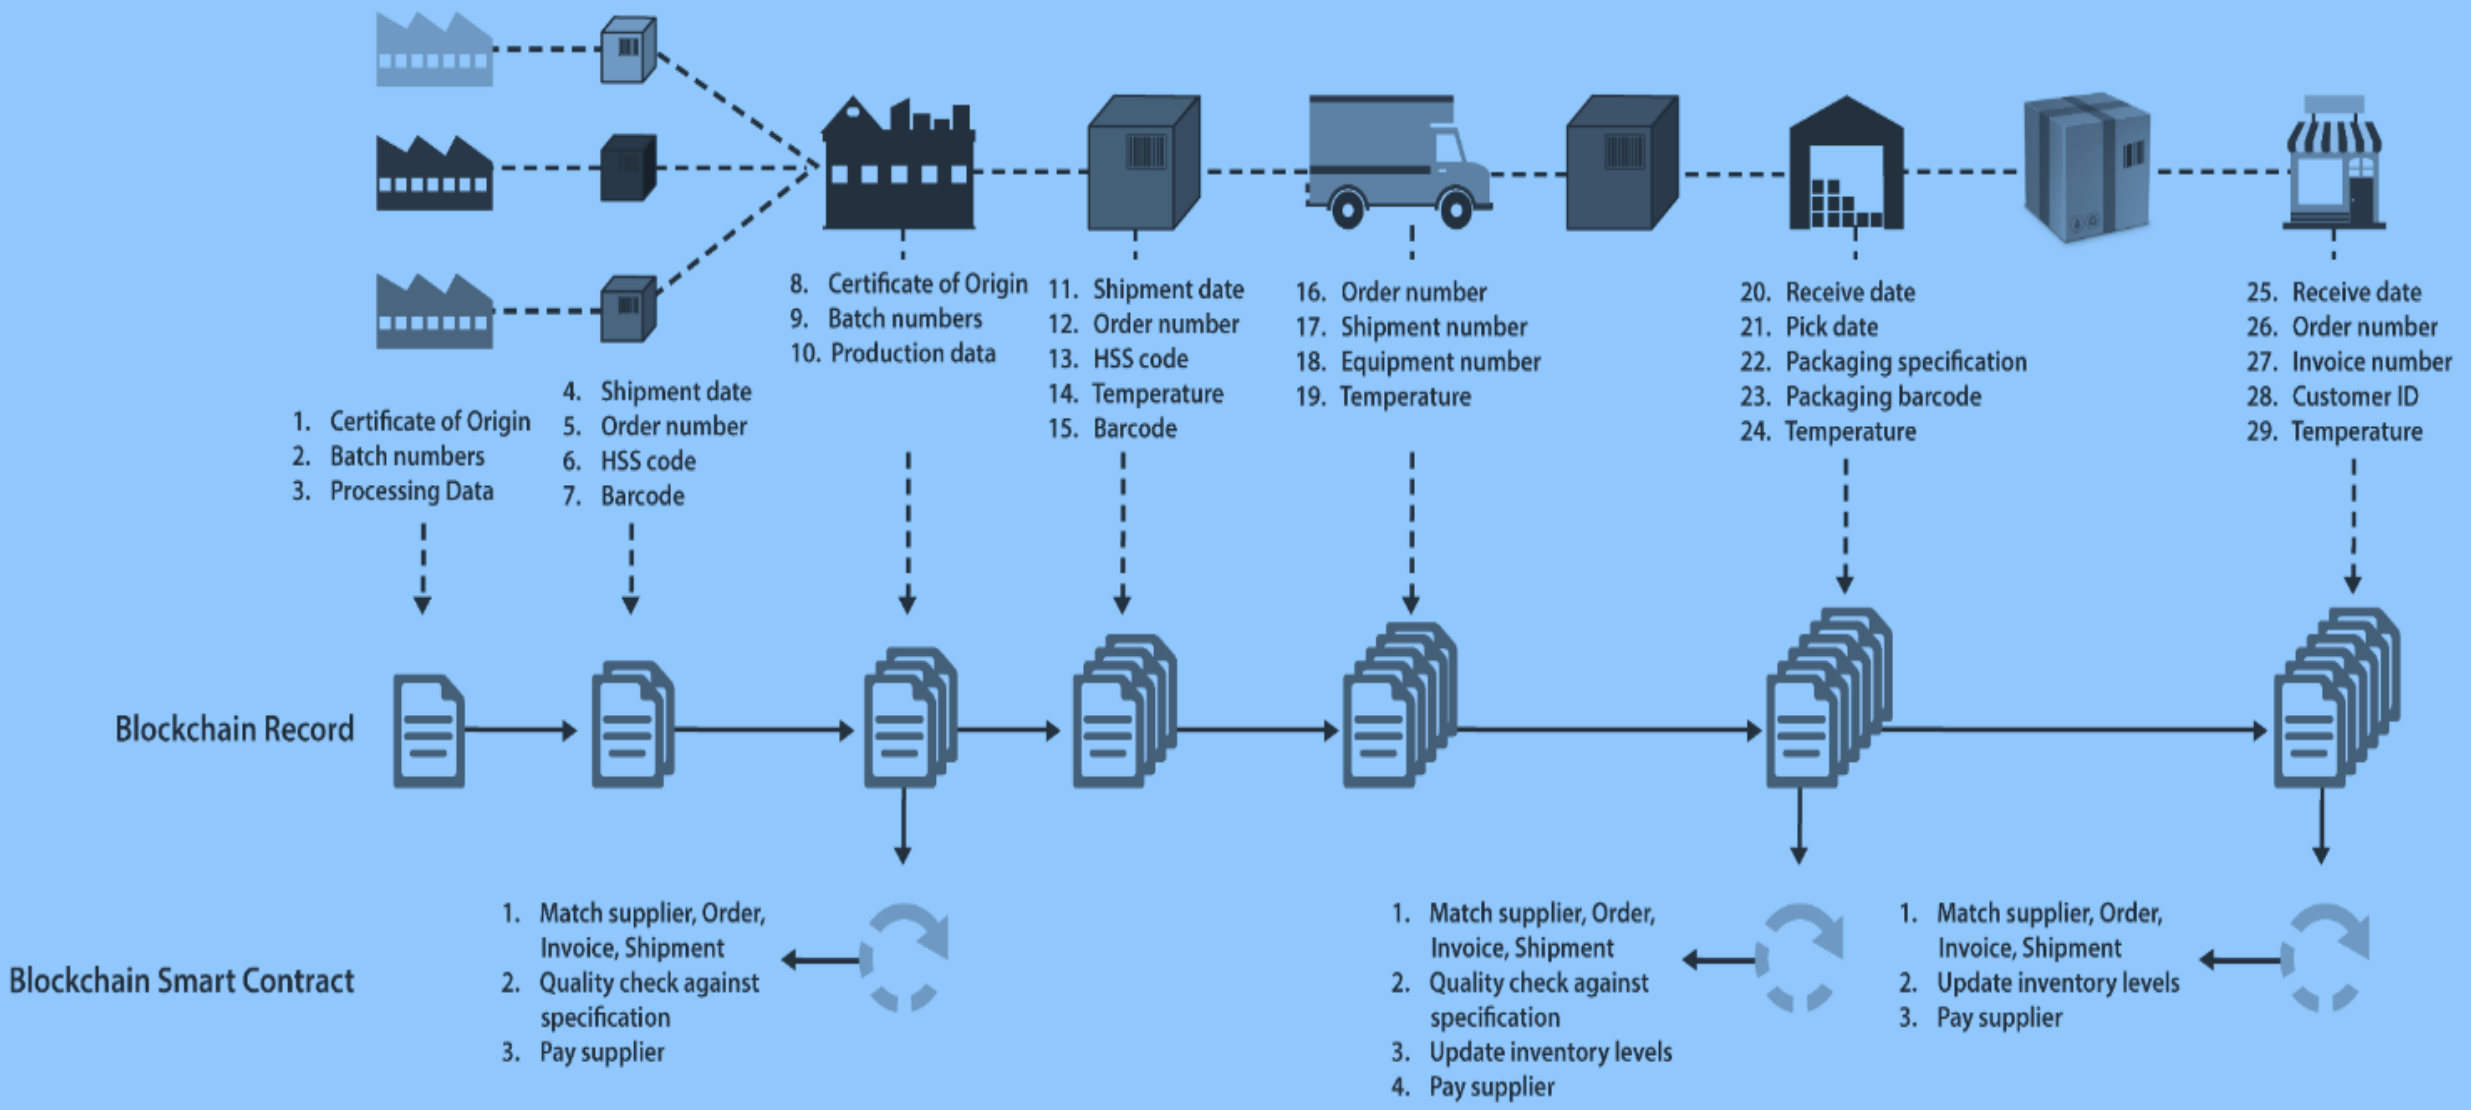 8. Certificate of Origin
9. Batch numbers
10. Production data
11. Shipment date
12. Order number
13. HSS code
14. Temperature
15. Barcode
16. Order number
17. Shipment number
18. Equipment number
19. Temperature
20. Receive date
21. Pick date
22. Packaging specification
23. Packaging barcode
24. Temperature
25. Receive date
26. Order number
27. Invoice number
28. Customer ID
29. Temperature
1. Certificate of Origin
2. Batch numbers
3. Processing Data
4. Shipment date
5. Order number
6. HSS code
7. Barcode
Blockchain Record
Blockchain Smart Contract
1. Match supplier, Order,
Invoice, Shipment
2. Quality check against
specification
3. Pay supplier
1. Match supplier, Order,
Invoice, Shipment
2. Quality check against
specification
3. Update inventory levels
4. Pay supplier
1. Match supplier, Order,
Invoice, Shipment
2. Update inventory levels
3. Pay supplier